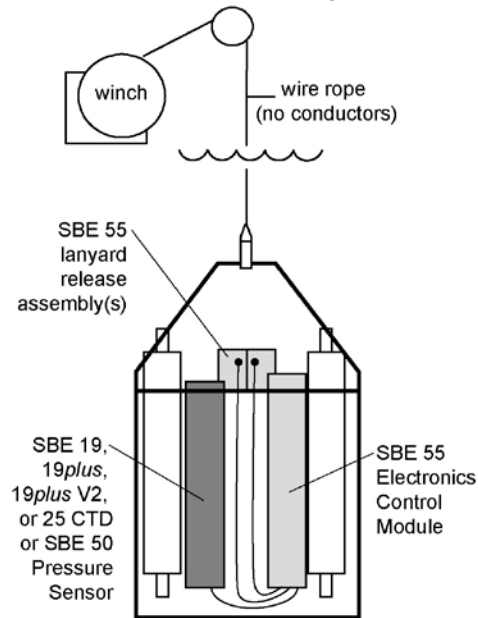 winch
wire rope
(no conductors)
SBE 55
lanyard
release
assembly(s)
SBE 19,
19plus,
19plus V2,
or 25 CTD
or SBE 50
Pressure
Sensor
SBE 55
Electronics
Control
Module